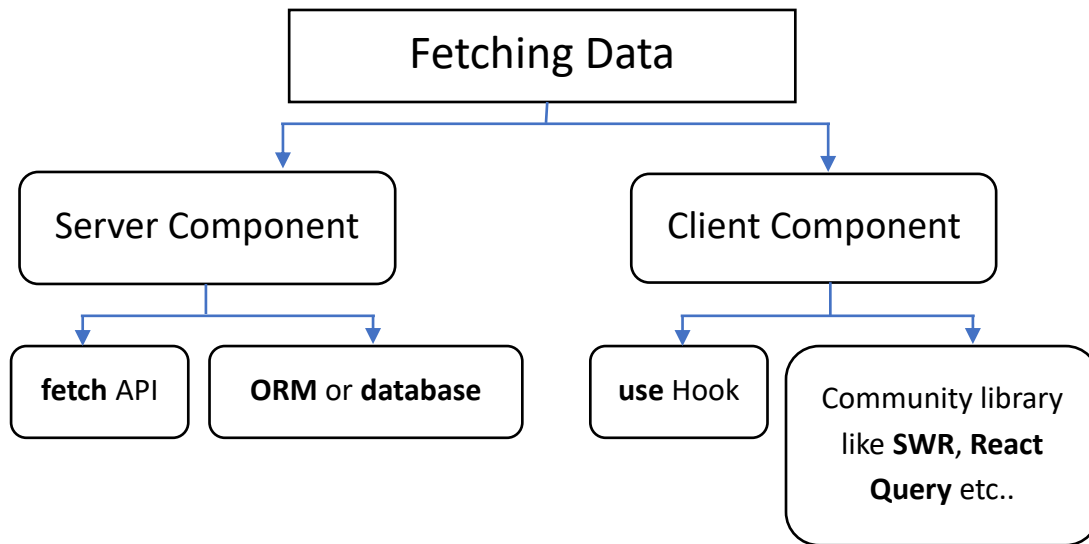 Fetching Data
Server Component
Client Component
fetch API
ORM or database
use Hook
Community library
like SWR, React
Query etc..